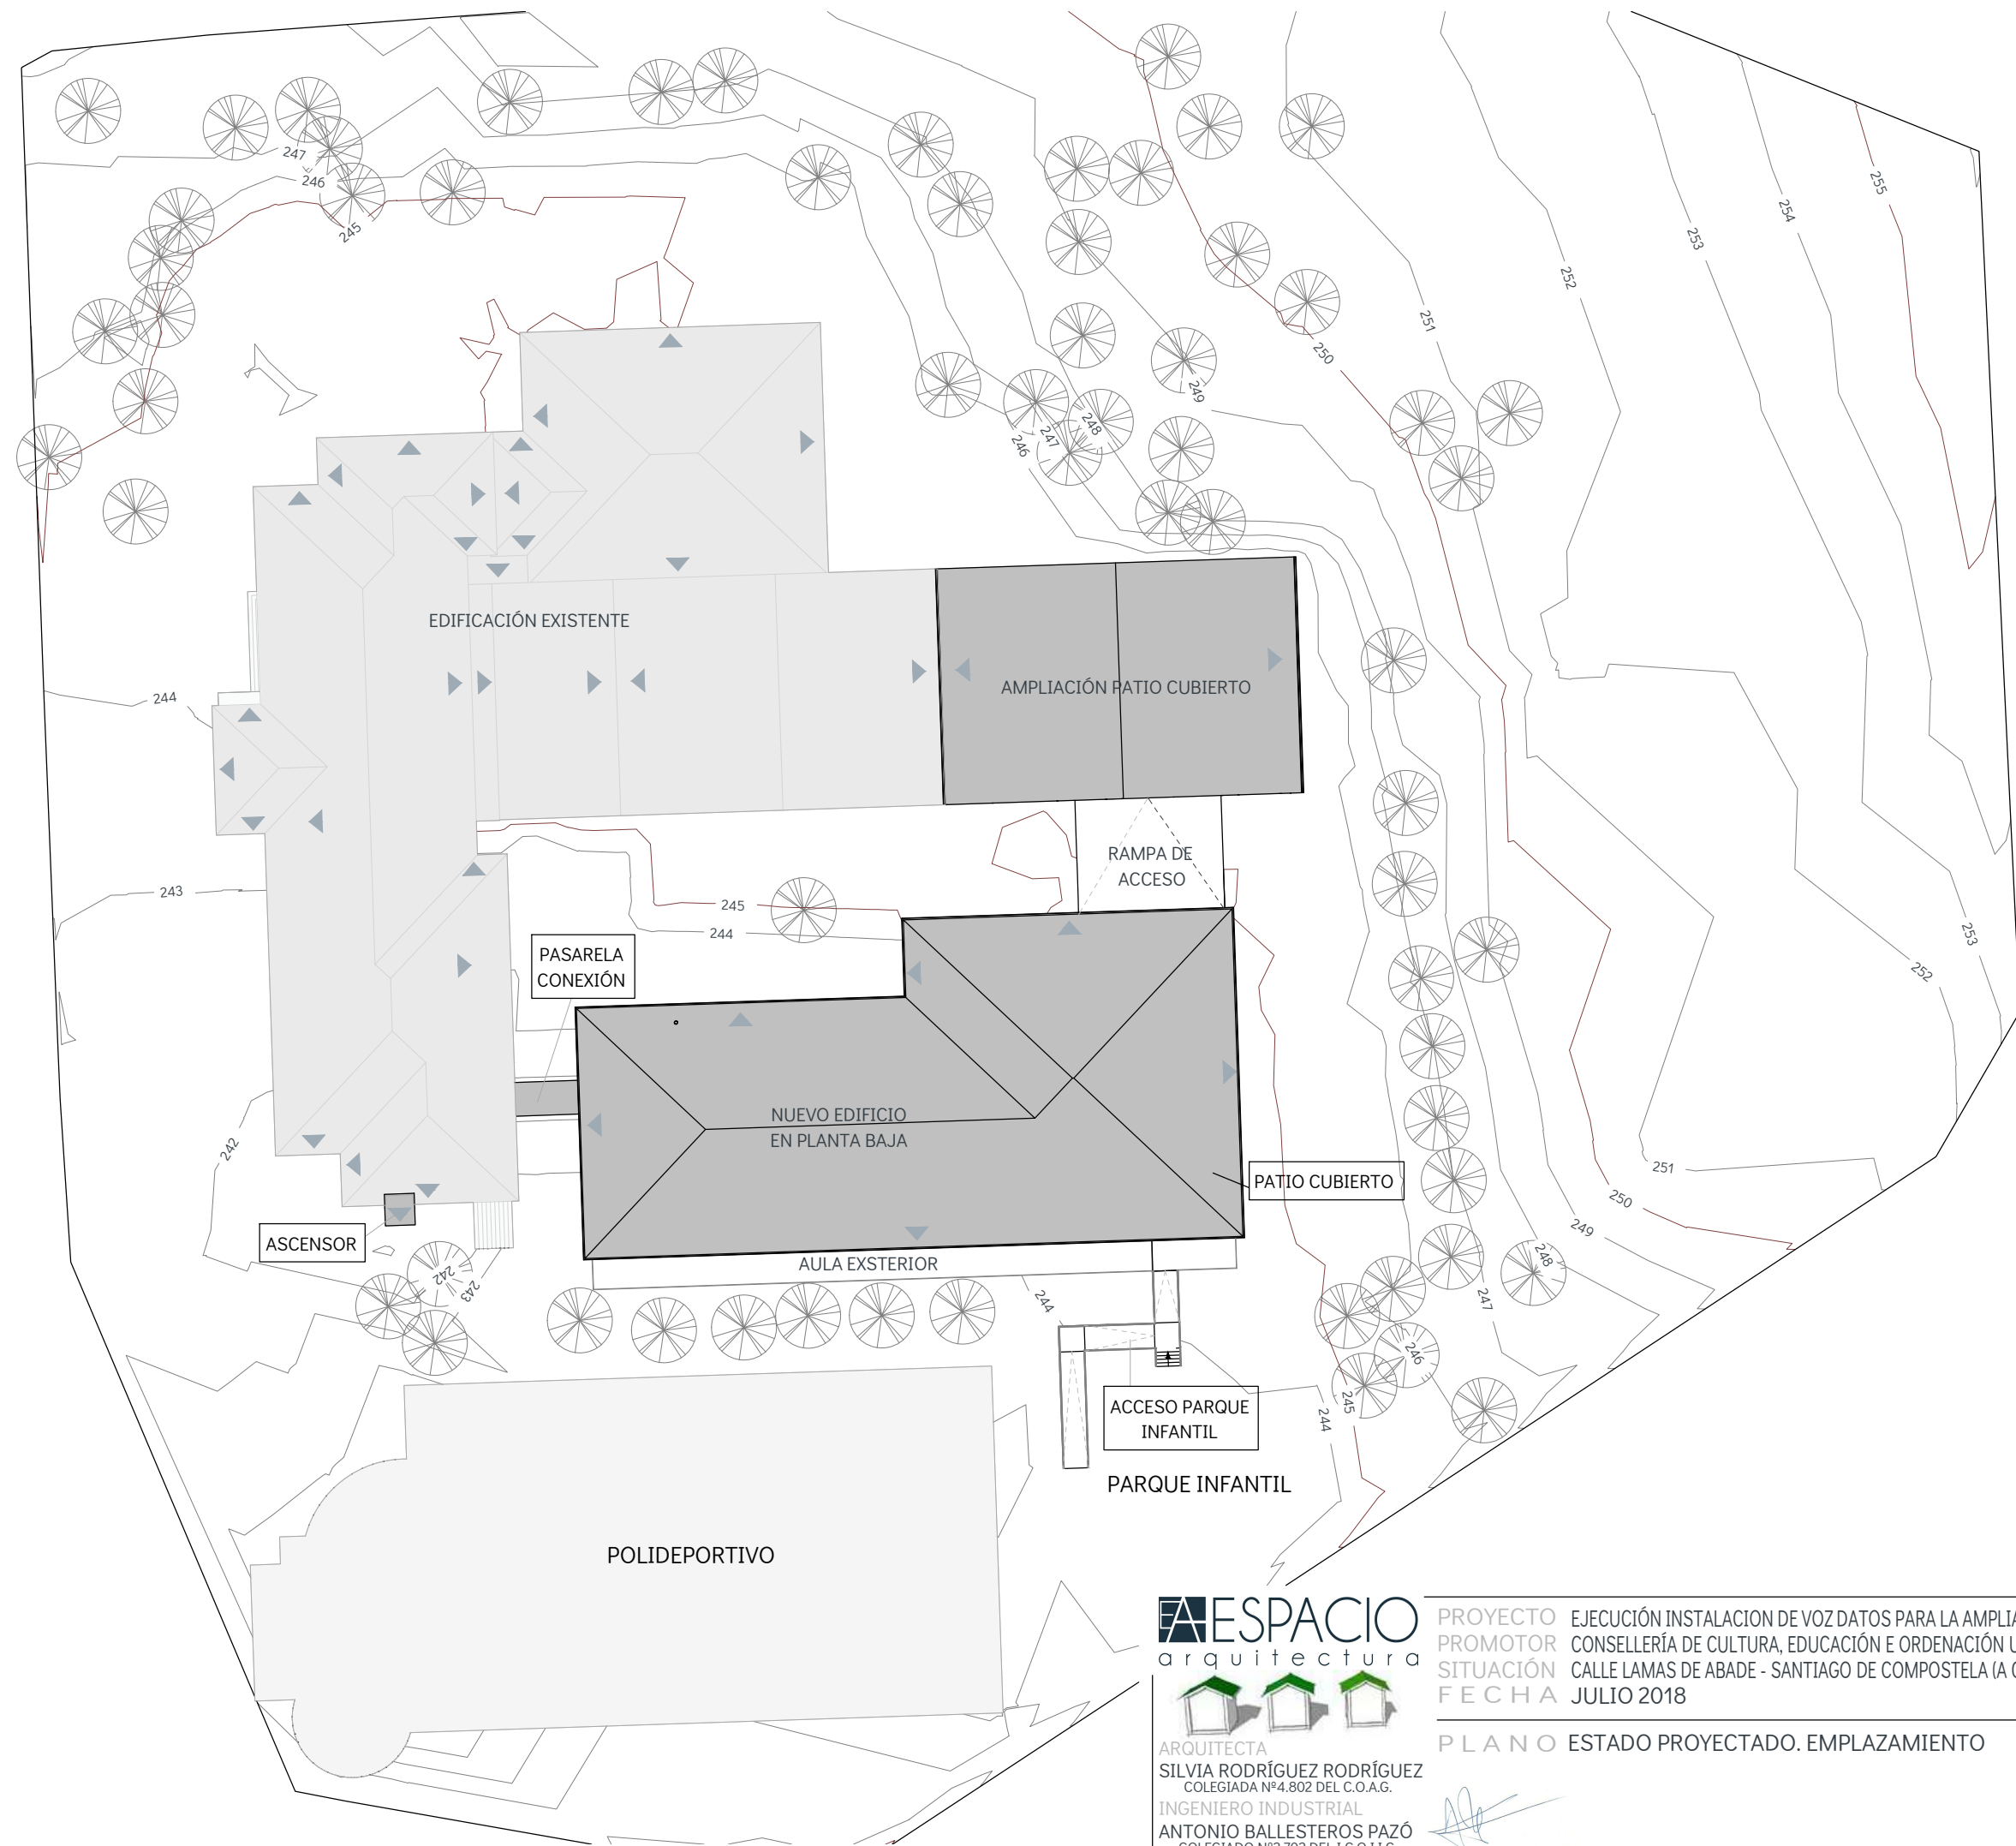 247
246
245
255
254
253
252
251
250
249
248
247
246
EDIFICACIÓN EXISTENTE
AMPLIACIÓN PATIO CUBIERTO
244
243
RAMPA DE
ACCESO
245
244
PASARELA
CONEXIÓN
253
252
NUEVO EDIFICIO
EN PLANTA BAJA
242
PATIO CUBIERTO
251
250
249
248
247
246
245
244
ASCENSOR
242
243
AULA EXSTERIOR
244
ACCESO PARQUE
INFANTIL
PARQUE INFANTIL
POLIDEPORTIVO
EA ESPACIO
arquitectura
ARQUITECTA
SILVIA RODRÍGUEZ RODRÍGUEZ
COLEGIADA Nº4.802 DEL C.O.A.G.
INGENIERO INDUSTRIAL
ANTONIO BALLESTEROS PAZÓ
PROYECTO EJECUCIÓN INSTALACION DE VOZ DATOS PARA LA
PROMOTOR CONSELLERÍA DE CULTURA, EDUCACIÓN E ORDENACIÓN
SITUACIÓN CALLE LAMAS DE ABADE - SANTIAGO DE COMPOSTELA (A
FECHA JULIO 2018
PLANO ESTADO PROYECTADO. EMPLAZAMIENTO